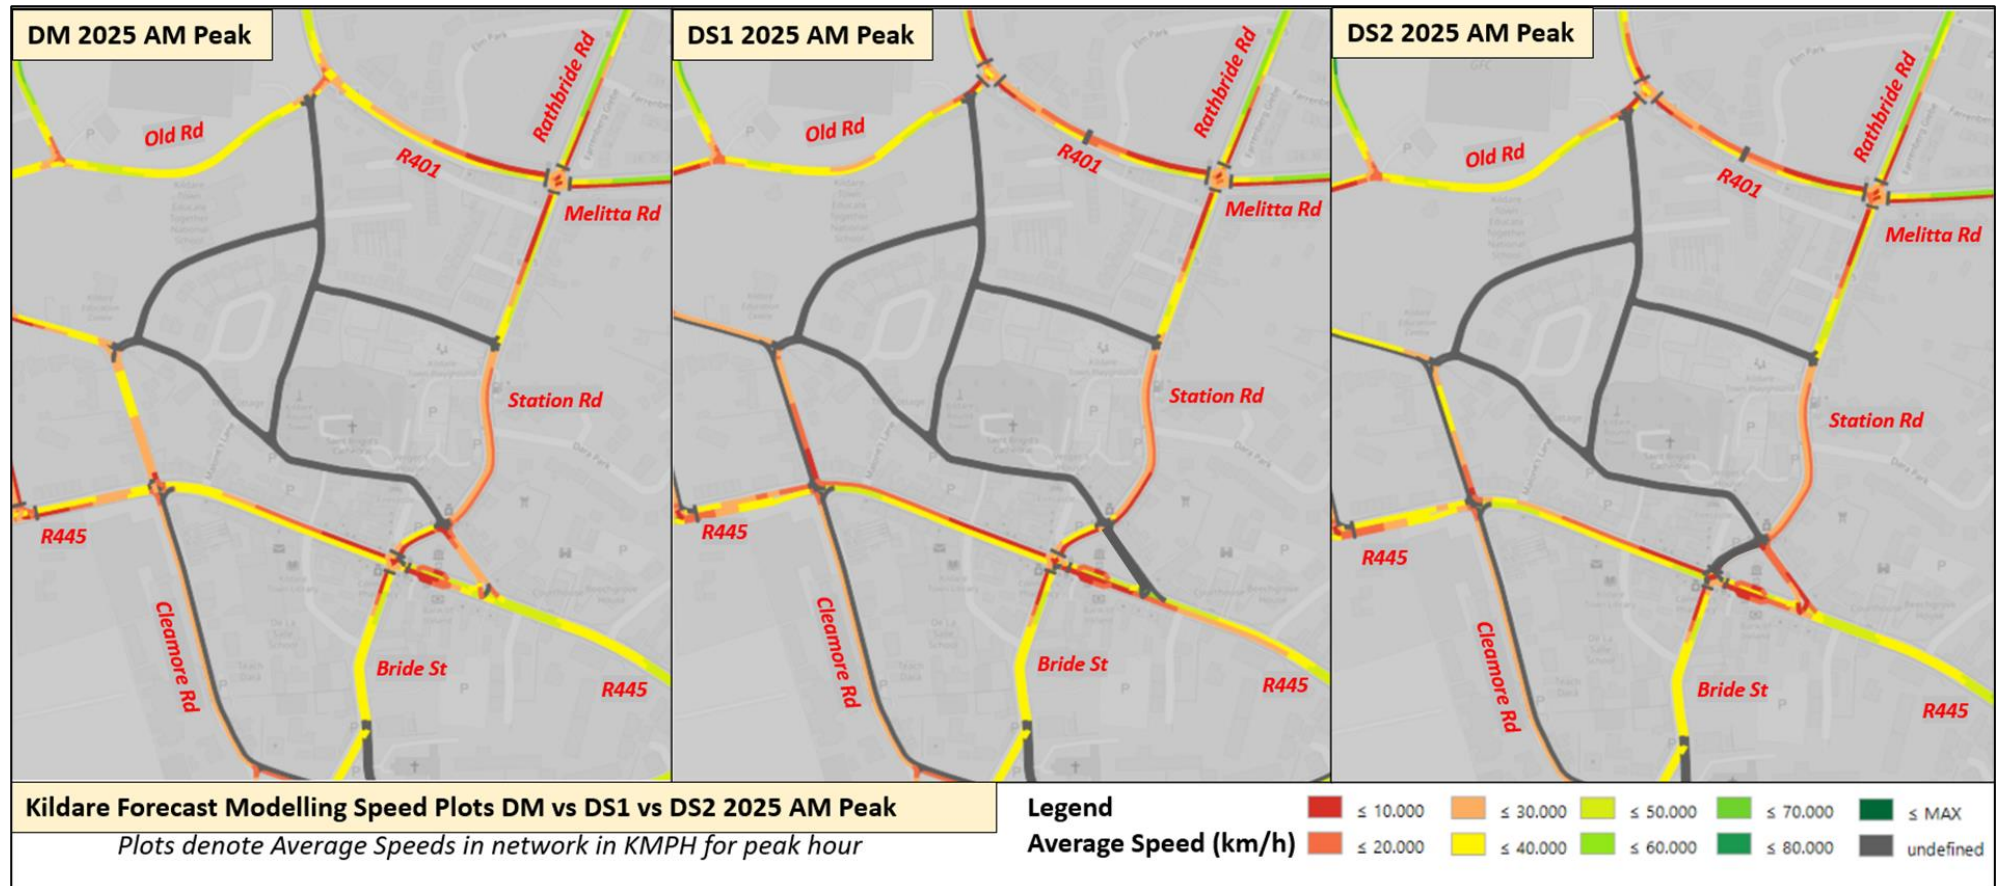 DM 2025 AM Peak
Rathbride Rd
Old Rd
R401
Melitta Rd
Station Rd
R445
Cleamore Rd
Bride St
R445
DS1 2025 AM Peak
Rathbride Rd
Old Rd
R401
Melitta Rd
Station Rd
R445
Cleamore Rd
Bride St
R445
DS2 2025 AM Peak
GFC
Rathbride Rd
Old Rd
R401
Melitta Rd
Station Rd
R445
Cleamore Rd
Bride St
R445
Elm Park
Dara Park
Kildare Forecast Modelling Speed Plots DM vs DS1 vs DS2 2025 AM Peak
Plots denote Average Speeds in network in KMPH for peak hour
Legend
Average Speed (km/h)
≤ 10.000
≤ 30.000
≤ 50.000
≤ 70.000
≤ MAX
≤ 20.000
≤ 40.000
≤ 60.000
≤ 80.000
undefined